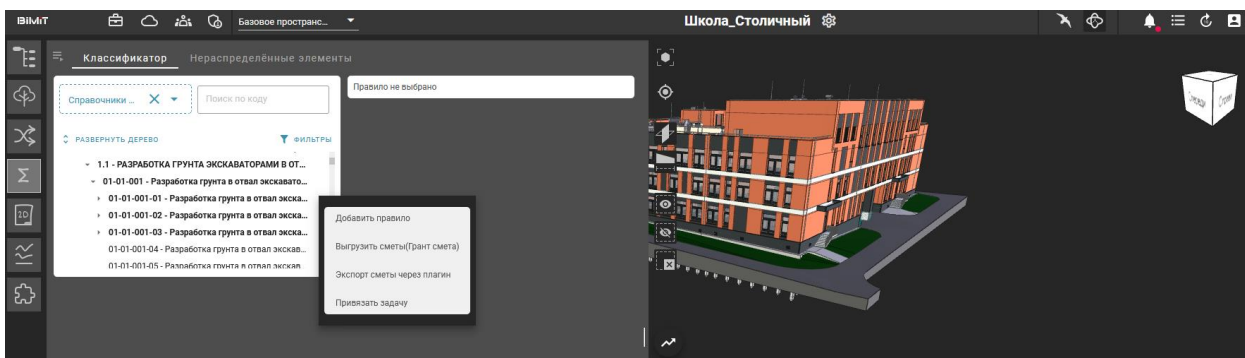 BIMiT
Базовое пространс...
Школа_Столичный
Классификатор
Нераспределённые элементы
Справочники ...
Поиск по коду
Правило не выбрано
РАЗВЕРНУТЬ ДЕРЕВО
ФИЛЬТРЫ
1.1 - РАЗРАБОТКА ГРУНТА ЭКСКАВАТОРАМИ В ОТ...
01-01-001 - Разработка грунта в отвал экскавато...
01-01-001-01 - Разработка грунта в отвал экска...
01-01-001-02 - Разработка грунта в отвал экска...
01-01-001-03 - Разработка грунта в отвал экска...
01-01-001-04 - Разработка грунта в отвал экскав...
01-01-001-05 - Разработка грунта в отвал экскав
Добавить правило
Выгрузить сметы(Грант смета)
Экспорт сметы через плагин
Привязать задачу
2D